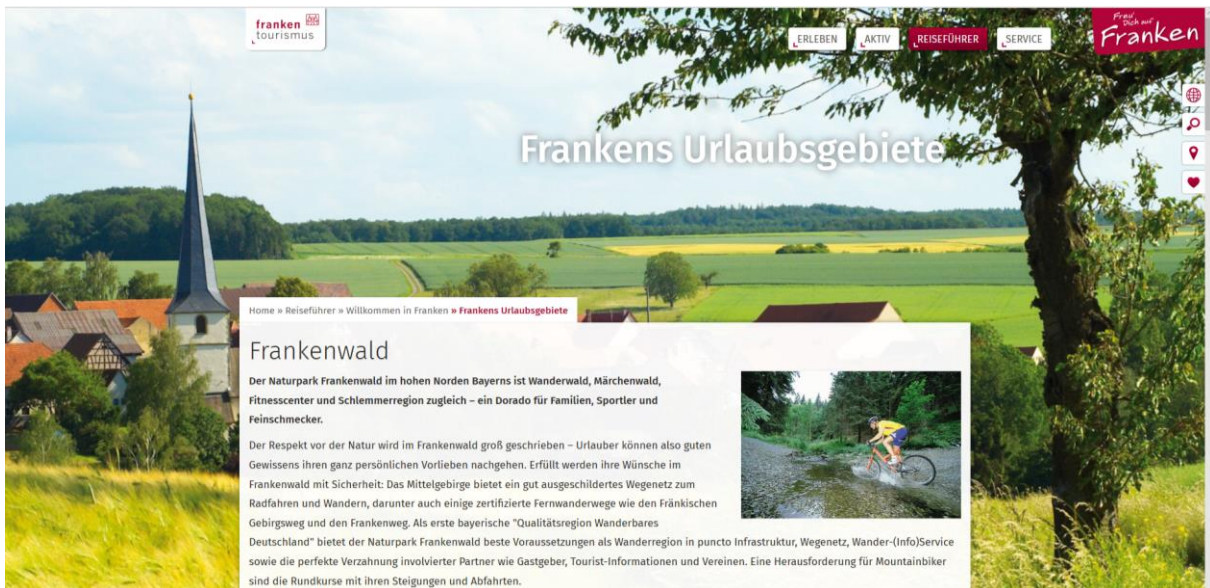 franken
tourismus
ERLEBEN
AKTIV
REISEFÜHRER
SERVICE
Freu'
Dich auf
Franken
Frankens Urlaubsgebiete
Home » Reiseführer » Willkommen in Franken » Frankens Urlaubsgebiete
Frankenwald
Der Naturpark Frankenwald im hohen Norden Bayerns ist Wanderwald, Märchenwald,
Fitnesscenter und Schlemmerregion zugleich – ein Dorado für Familien, Sportler und
Feinschmecker.
Der Respekt vor der Natur wird im Frankenwald groß geschrieben – Urlauber können also guten
Gewissens ihren ganz persönlichen Vorlieben nachgehen. Erfüllt werden ihre Wünsche im
Frankenwald mit Sicherheit: Das Mittelgebirge bietet ein gut ausgeschildertes Wegenetz zum
Radfahren und Wandern, darunter auch einige zertifizierte Fernwanderwege wie den Fränkischen
Gebirgsweg und den Frankenweg. Als erste bayerische "Qualitätsregion Wanderbares
Deutschland" bietet der Naturpark Frankenwald beste Voraussetzungen als Wanderregion in puncto Infrastruktur, Wegenetz, Wander-(Info)Service
sowie die perfekte Verzahnung involvierter Partner wie Gastgeber, Tourist-Informationen und Vereinen. Eine Herausforderung für Mountainbiker
sind die Rundkurse mit ihren Steigungen und Abfahrten.